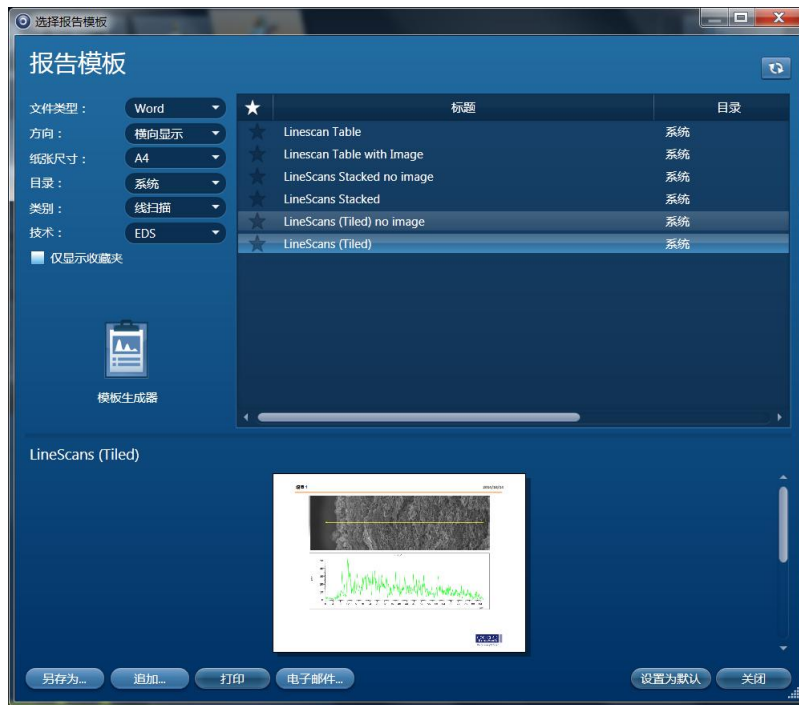 选择报告模板
报告模板
文件类型： Word
方向： 横向显示
纸张尺寸： A4
目录： 系统
类别： 线扫描
技术： EDS
仅显示收藏夹
模板生成器
标题 目录
Linescan Table 系统
Linescan Table with Image 系统
LineScans Stacked no image 系统
LineScans Stacked 系统
LineScans (Tiled) no image 系统
LineScans (Tiled) 系统
LineScans (Tiled)
另存为... 追加... 打印 电子邮件... 设置为默认 关闭